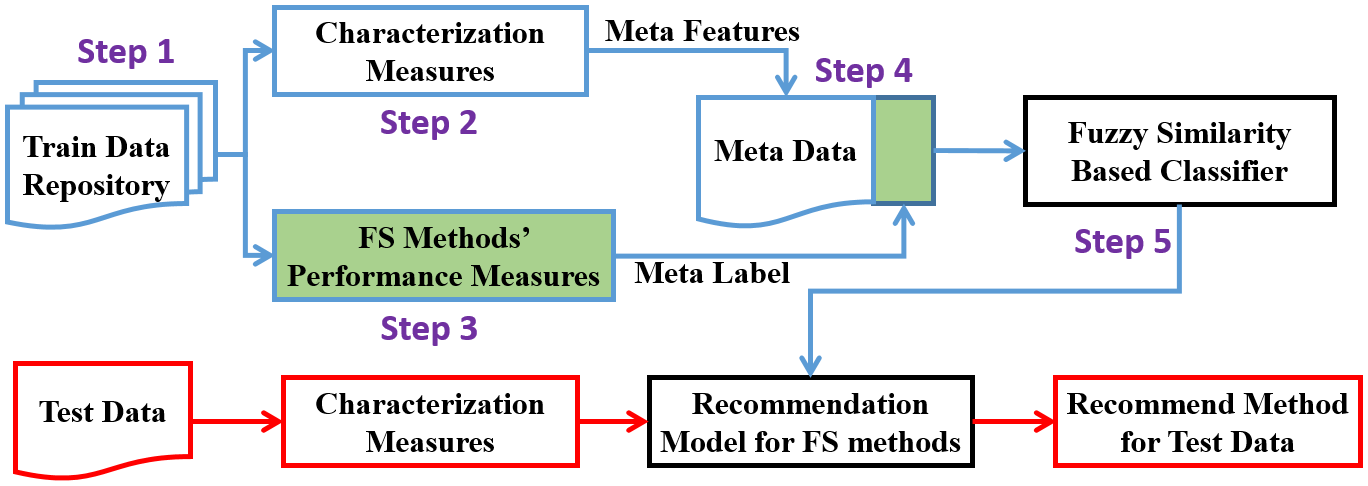 Step 1
Train Data
Repository
Characterization
Measures
Step 2
Meta Features
FS Methods’
Performance Measures
Step 3
Meta Label
Step 4
Meta Data
Fuzzy Similarity
Based Classifier
Step 5
Test Data
Characterization
Measures
Recommendation
Model for FS methods
Recommend Method
for Test Data